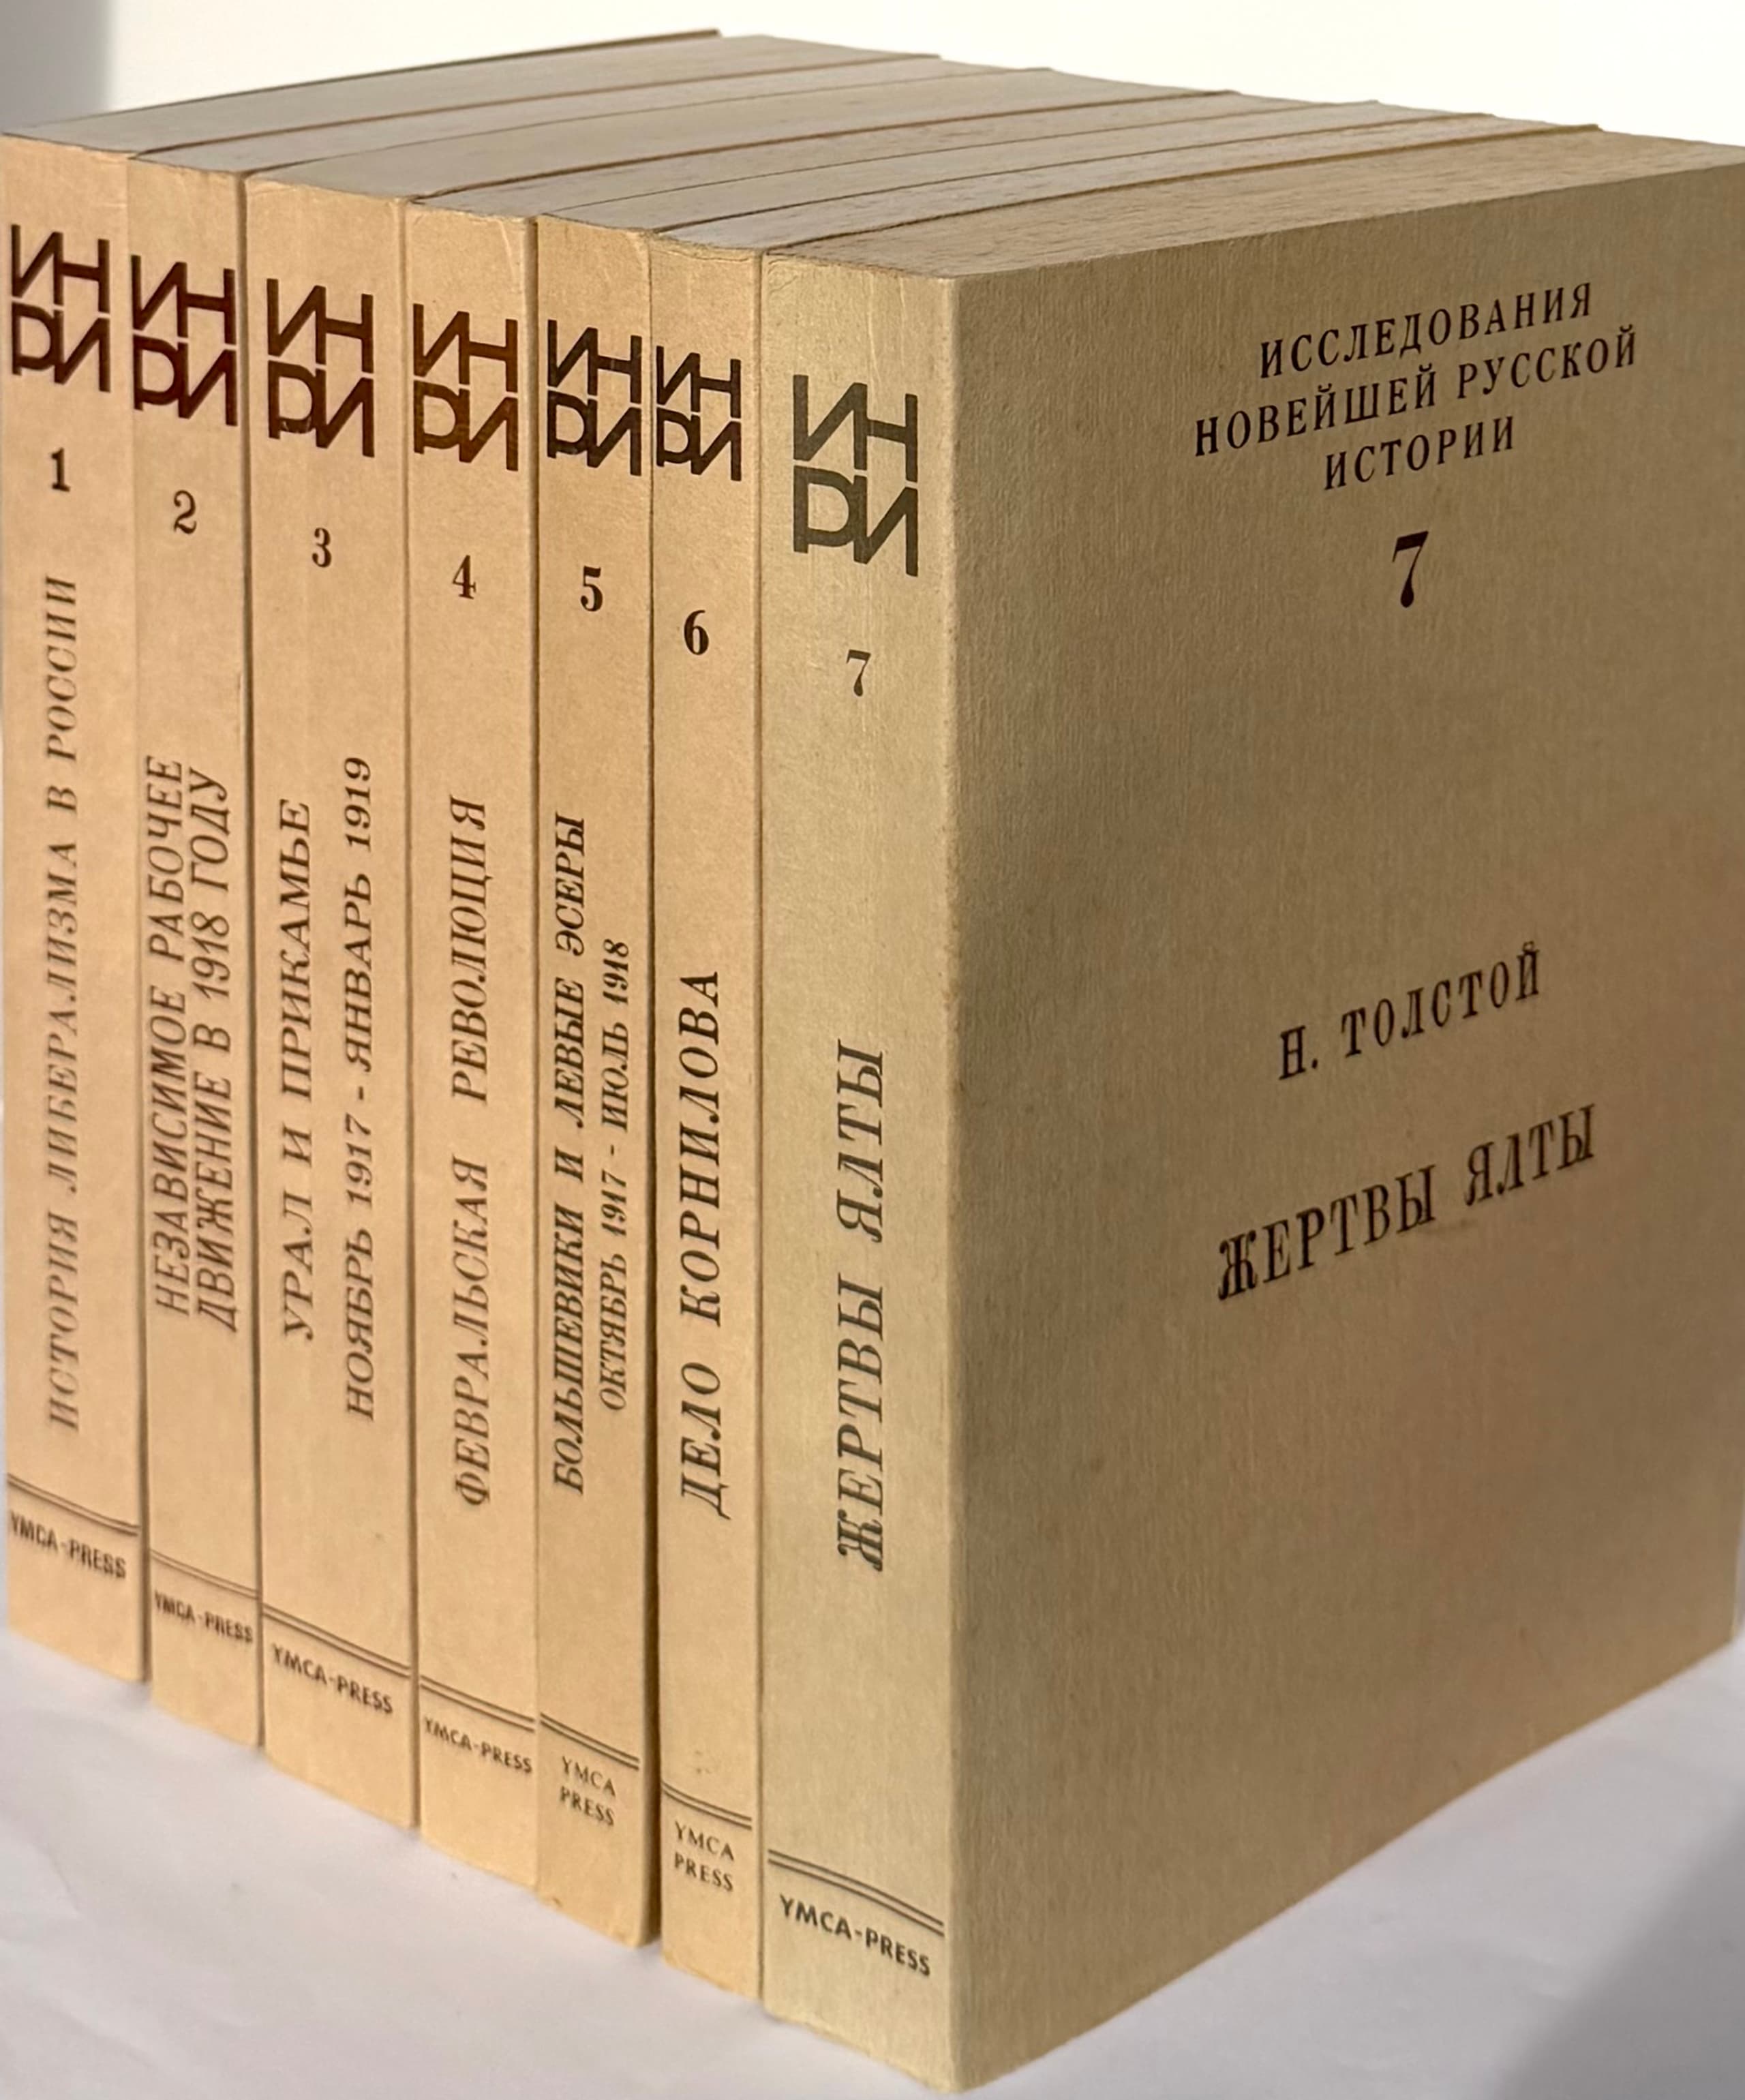 ИН
РИ
1
ИСТОРИЯ ЛИБЕРАЛИЗМА В РОССИИ
YMCA-PRESS
ИН
РИ
2
НЕЗАВИСИМОЕ РАБОЧЕЕ
ДВИЖЕНИЕ В 1918 ГОДУ
YMCA-PRESS
ИН
РИ
3
УРАЛ И ПРИКАМЬЕ
НОЯБРЬ 1917 - ЯНВАРЬ 1919
YMCA-PRESS
ИН
РИ
4
ФЕВРАЛЬСКАЯ РЕВОЛЮЦИЯ
YMCA-PRESS
ИН
РИ
5
БОЛЬШЕВИКИ И ЛЕВЫЕ ЭСЕРЫ
ОКТЯБРЬ 1917 - ИЮЛЬ 1918
YMCA
PRESS
ИН
РИ
6
ДЕЛО КОРНИЛОВА
YMCA
PRESS
ИН
РИ
7
ЖЕРТВЫ ЯЛТЫ
YMCA-PRESS
ИССЛЕДОВАНИЯ
НОВЕЙШЕЙ РУССКОЙ
ИСТОРИИ
7
Н. ТОЛСТОЙ
ЖЕРТВЫ ЯЛТЫ